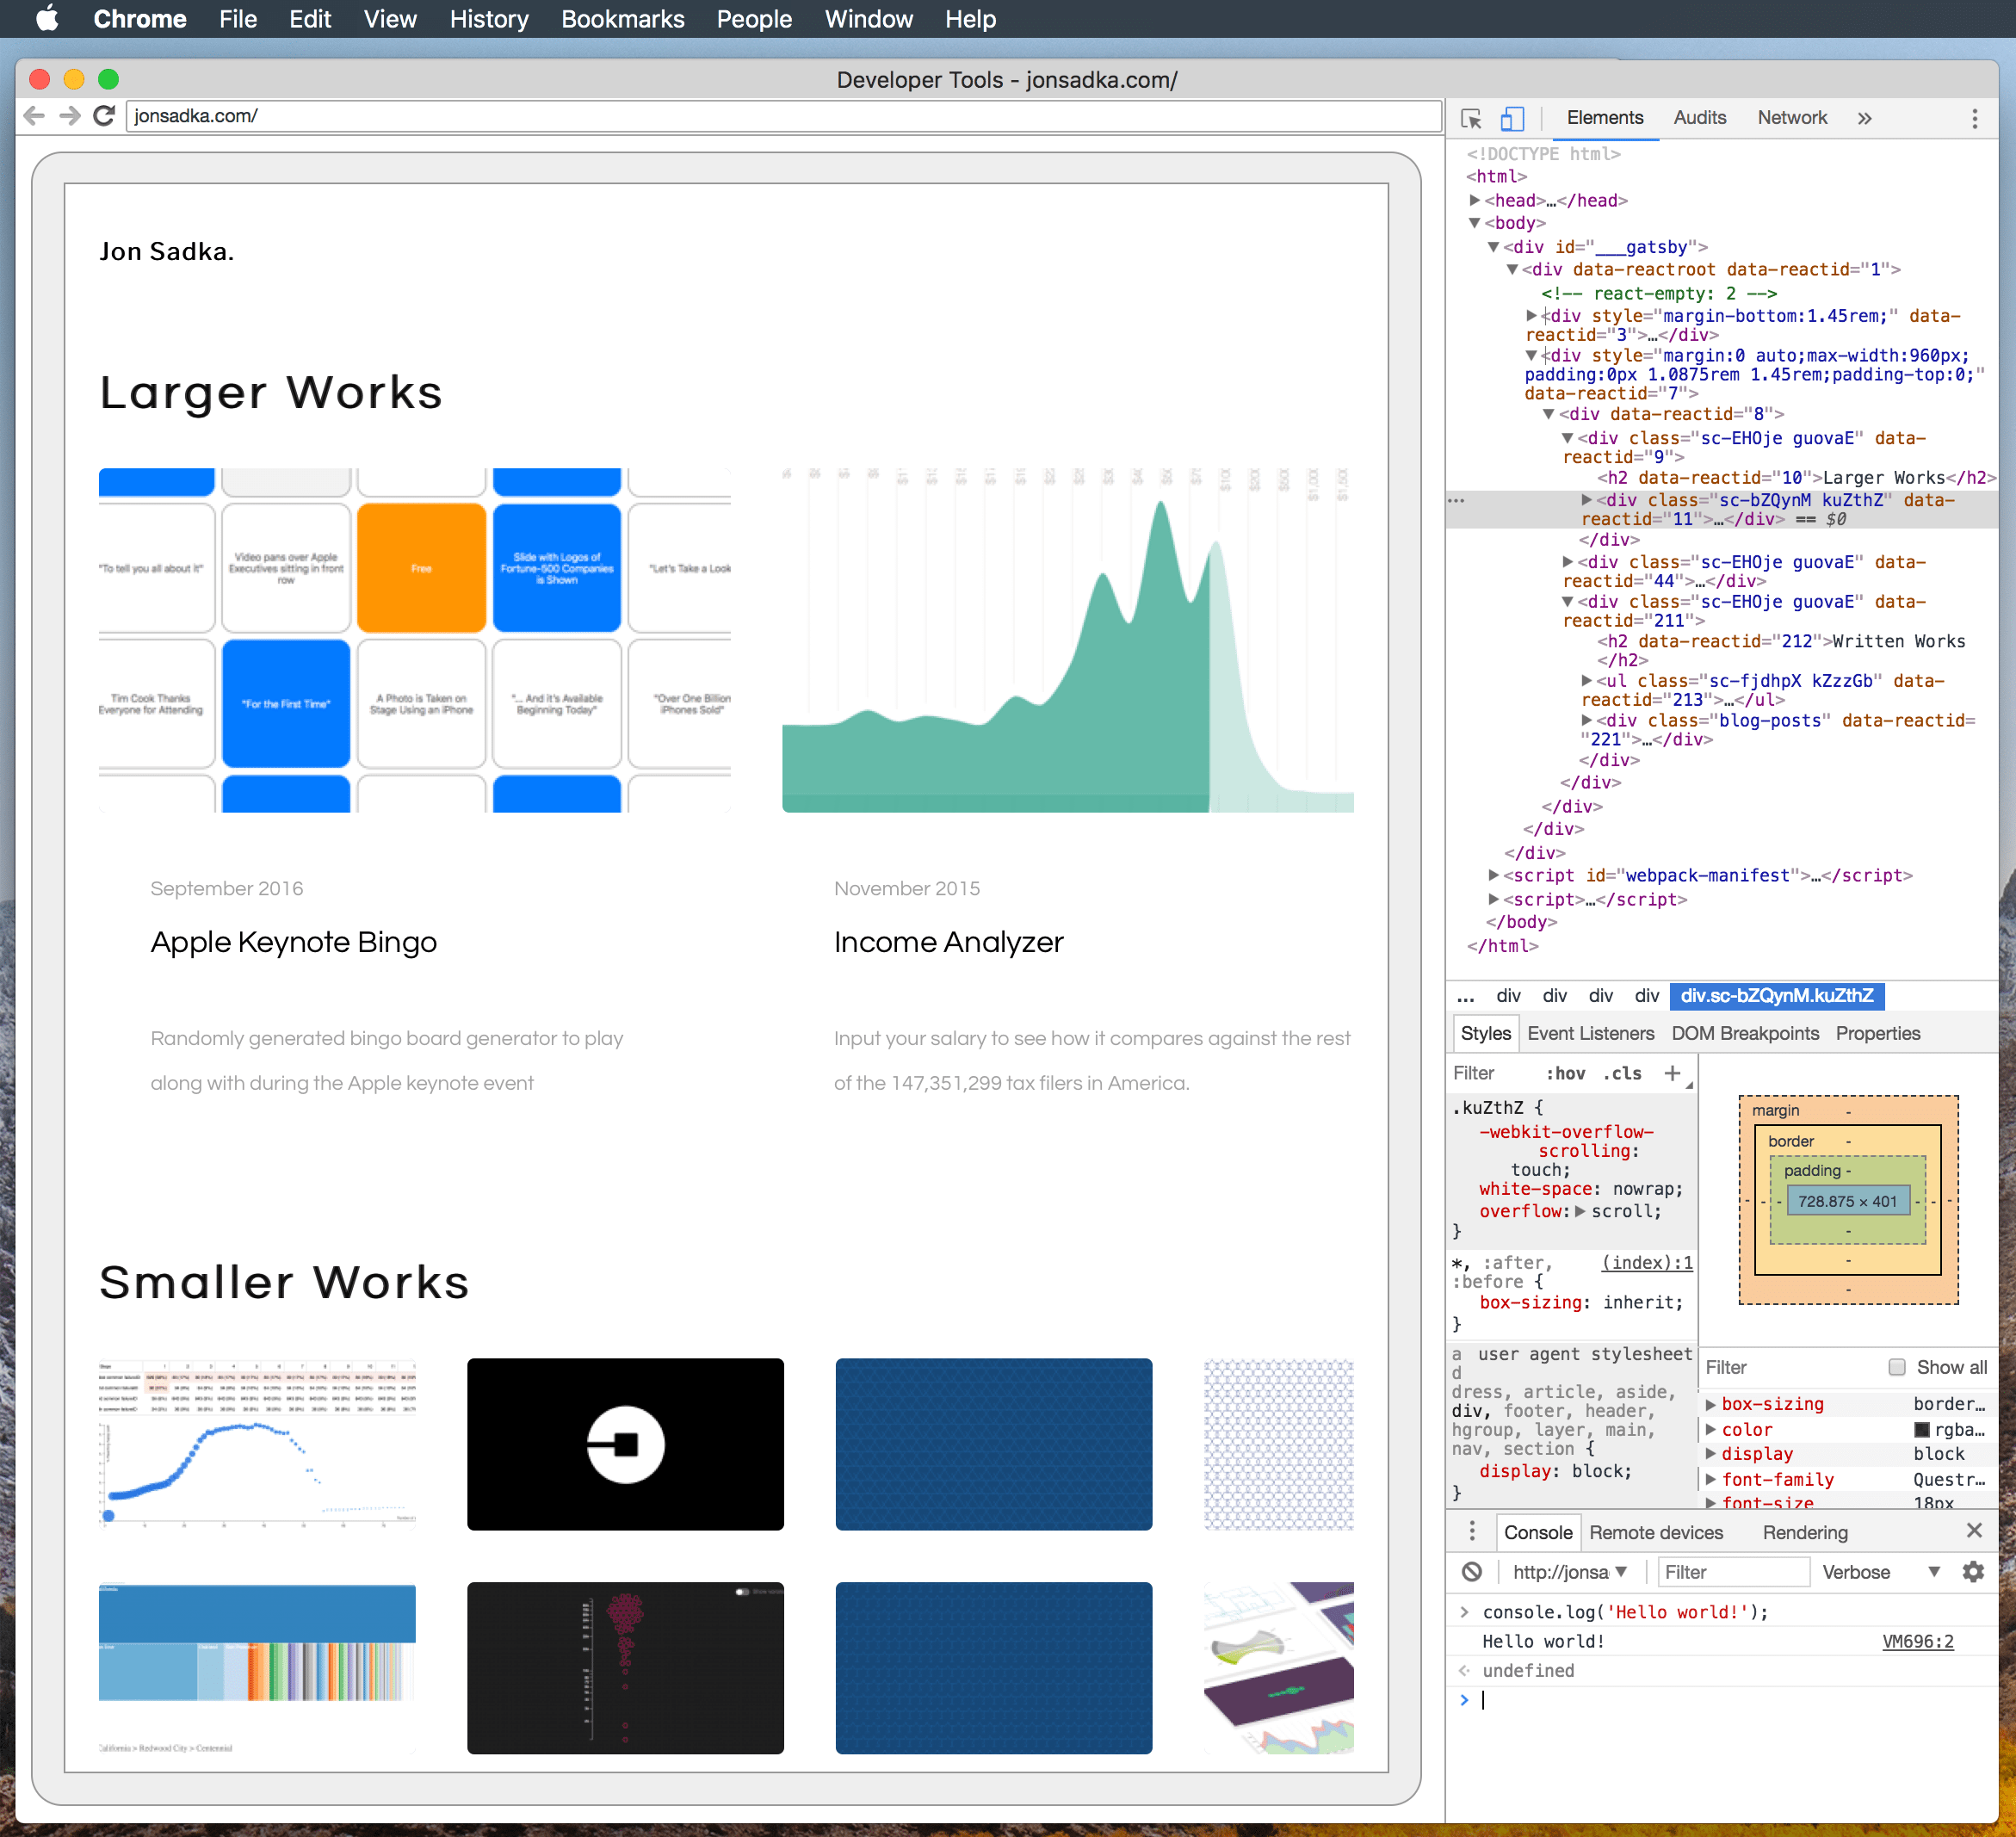 Chrome File Edit View History Bookmarks People Window Help
Developer Tools - jonsadka.com/
jonsadka.com/
Jon Sadka.
Larger Works
"To tell you all about it"
Video pans over Apple
Executives sitting in front
row
Free
Slide with Logos of
Fortune-500 Companies
is Shown
"Let's Take a Look
Tim Cook Thanks
Everyone for Attending
"For the First Time"
A Photo is Taken on
Stage Using an iPhone
"... And it's Available
Beginning Today"
"Over One Billion
iPhones Sold"
September 2016
Apple Keynote Bingo
Randomly generated bingo board generator to play
along with during the Apple keynote event
November 2015
Income Analyzer
Input your salary to see how it compares against the rest
of the 147,351,299 tax filers in America.
Smaller Works
California > Redwood City > Centennial
Elements Audits Network »
<!DOCTYPE html>
<html>
<head>…</head>
<body>
<div id="___gatsby">
<div data-reactroot data-reactid="1">
<!-- react-empty: 2 -->
<div style="margin-bottom:1.45rem;" data-
reactid="3">…</div>
<div style="margin:0 auto;max-width:960px;
padding:0px 1.0875rem 1.45rem;padding-top:0;"
data-reactid="7">
<div data-reactid="8">
<div class="sc-EHOje guovaE" data-
reactid="9">
<h2 data-reactid="10">Larger Works</h2>
<div class="sc-bZQynM kuZthZ" data-
reactid="11">…</div> == $0
</div>
<div class="sc-EHOje guovaE" data-
reactid="44">…</div>
<div class="sc-EHOje guovaE" data-
reactid="211">
<h2 data-reactid="212">Written Works
</h2>
<ul class="sc-fjdhpX kZzzGb" data-
reactid="213">…</ul>
<div class="blog-posts" data-reactid=
"221">…</div>
</div>
</div>
</div>
</div>
</div>
<script id="webpack-manifest">…</script>
<script>…</script>
</body>
</html>
... div div div div div.sc-bZQynM.kuZthZ
Styles Event Listeners DOM Breakpoints Properties
Filter :hov .cls +
.kuZthZ {
-webkit-overflow-
scrolling:
touch;
white-space: nowrap;
overflow: scroll;
}
*, :after, (index):1
:before {
box-sizing: inherit;
}
a user agent stylesheet
d
dress, article, aside,
div, footer, header,
hgroup, layer, main,
nav, section {
display: block;
}
margin -
border -
padding -
- - - 728.875 × 401 - - -
-
-
-
Filter Show all
box-sizing border…
color rgba…
display block
font-family Questr…
font-size 18px
Console Remote devices Rendering
http://jonsa Filter Verbose
console.log('Hello world!');
Hello world! VM696:2
undefined